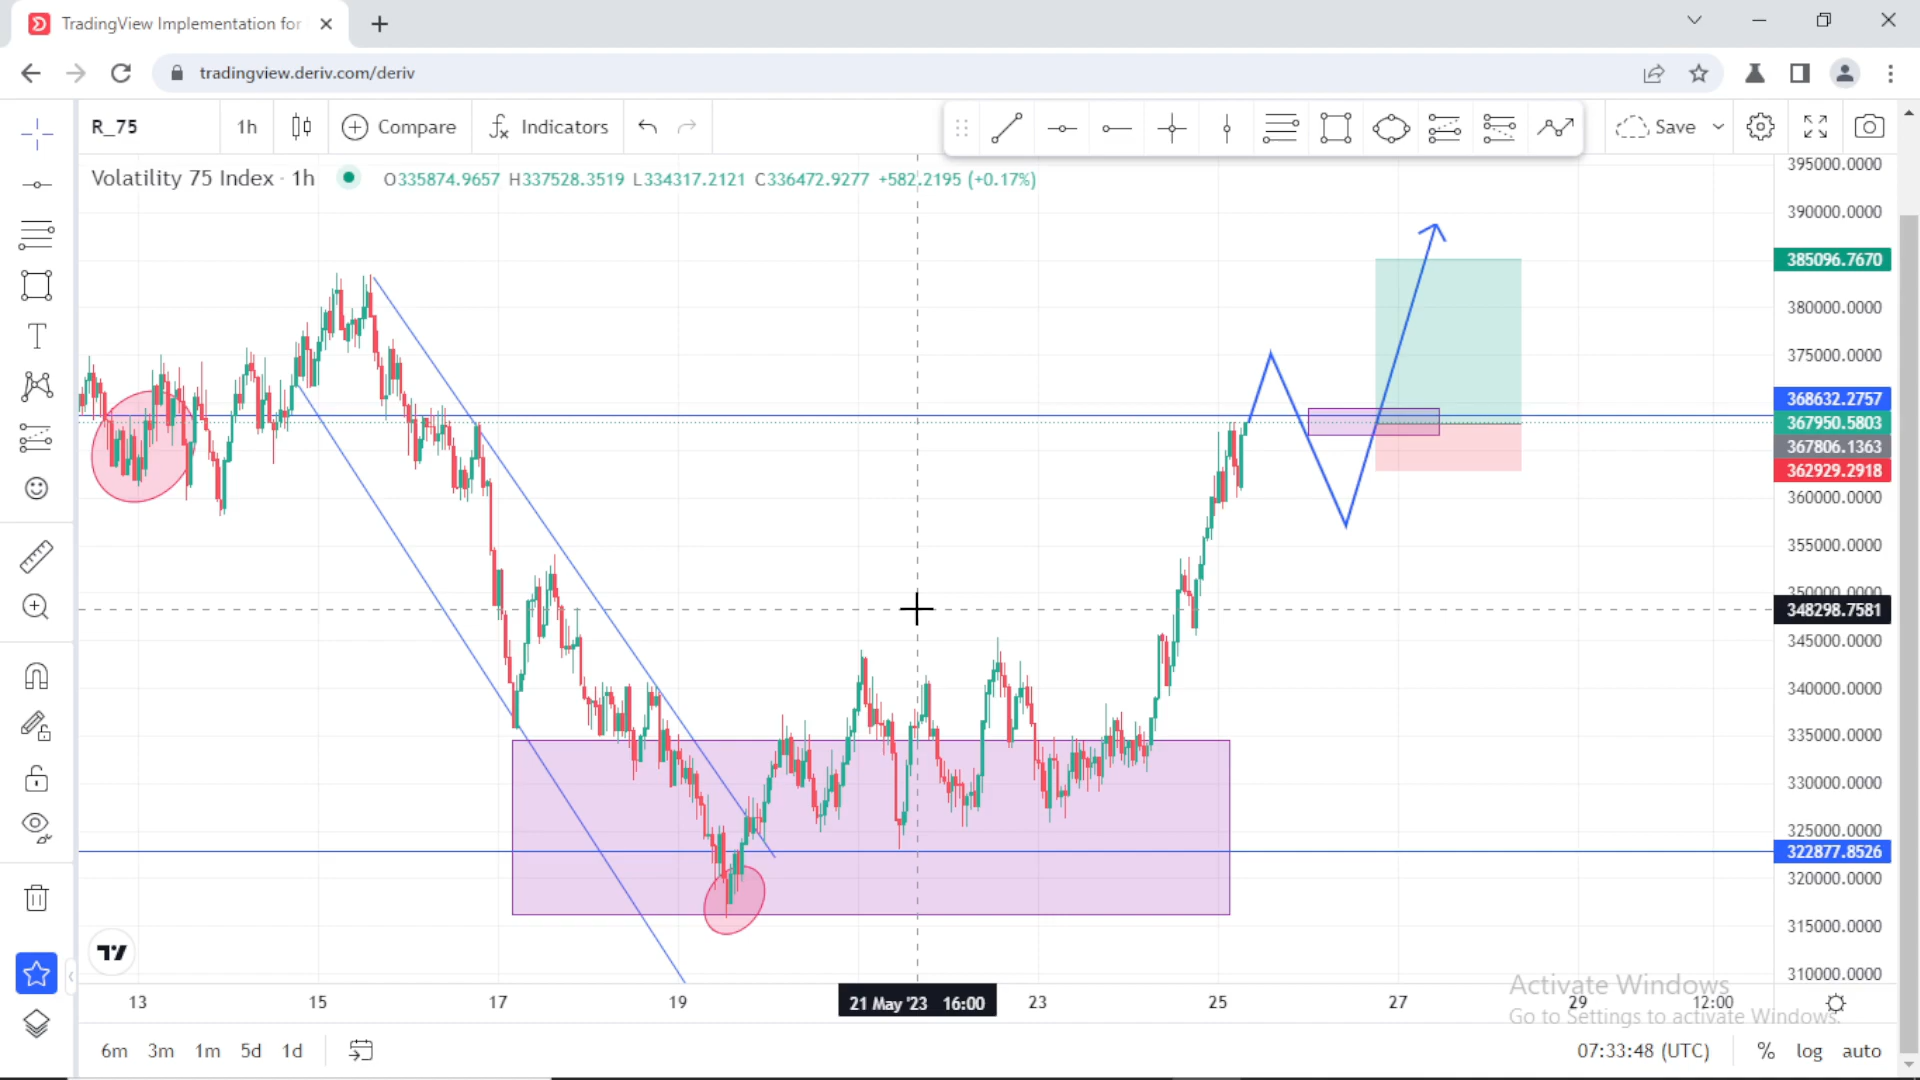 TradingView Implementation for
tradingview.deriv.com/deriv
R_75 1h Compare Indicators Save
Volatility 75 Index · 1h O335874.9657 H337528.3519 L334317.2121 C336472.9277 +582.2195 (+0.17%)
395000.0000
390000.0000
385096.7670
380000.0000
375000.0000
368632.2757
367950.5803
367806.1363
362929.2918
360000.0000
355000.0000
350000.0000
348298.7581
345000.0000
340000.0000
335000.0000
330000.0000
325000.0000
322877.8526
320000.0000
315000.0000
310000.0000
13 15 17 19 21 May '23 16:00 23 25 27 29 12:00
Activate Windows
Go to Settings to activate Windows.
6m 3m 1m 5d 1d 07:33:48 (UTC) % log auto